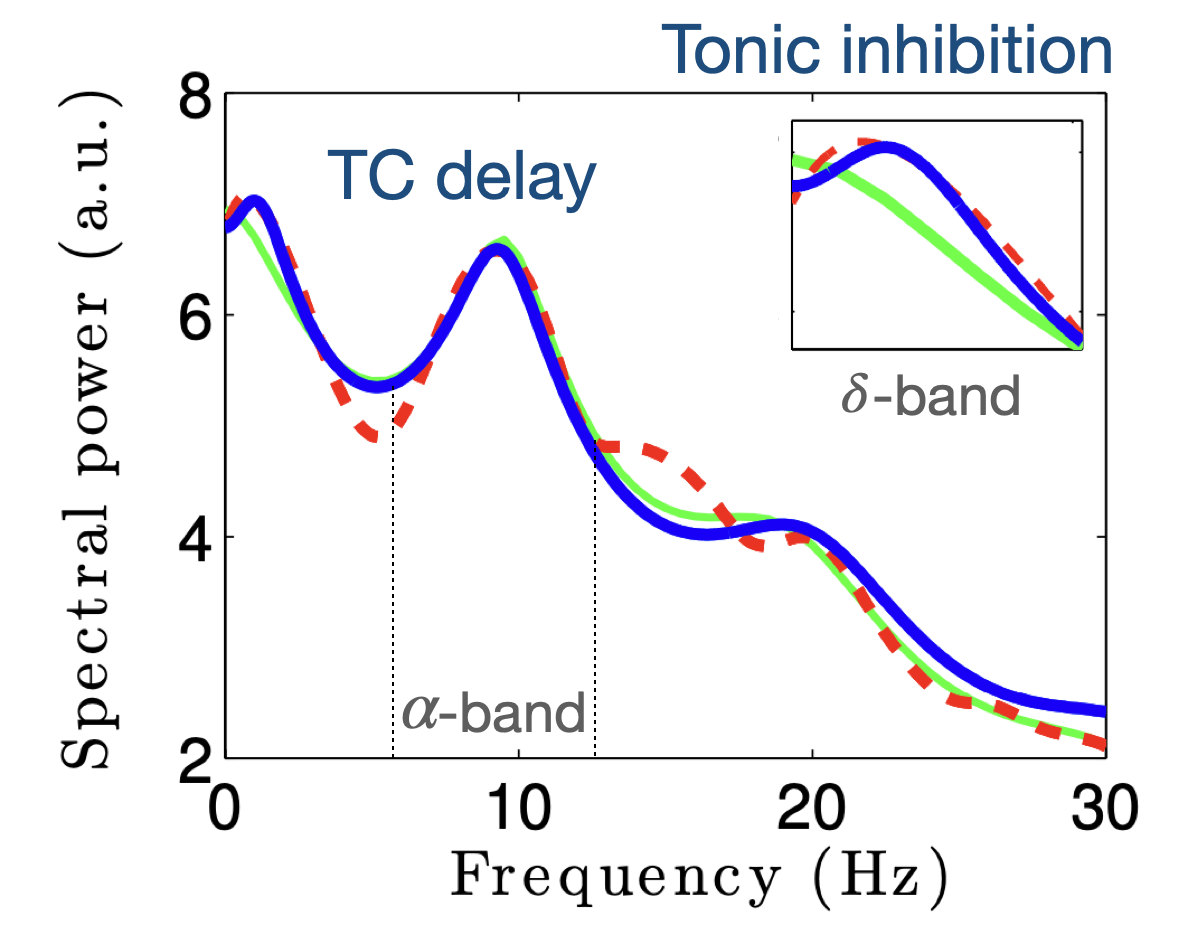 Tonic inhibition
8
TC delay
6
δ-band
4
α-band
2
0 10 20 30
Frequency (Hz)
Spectral power (a.u.)